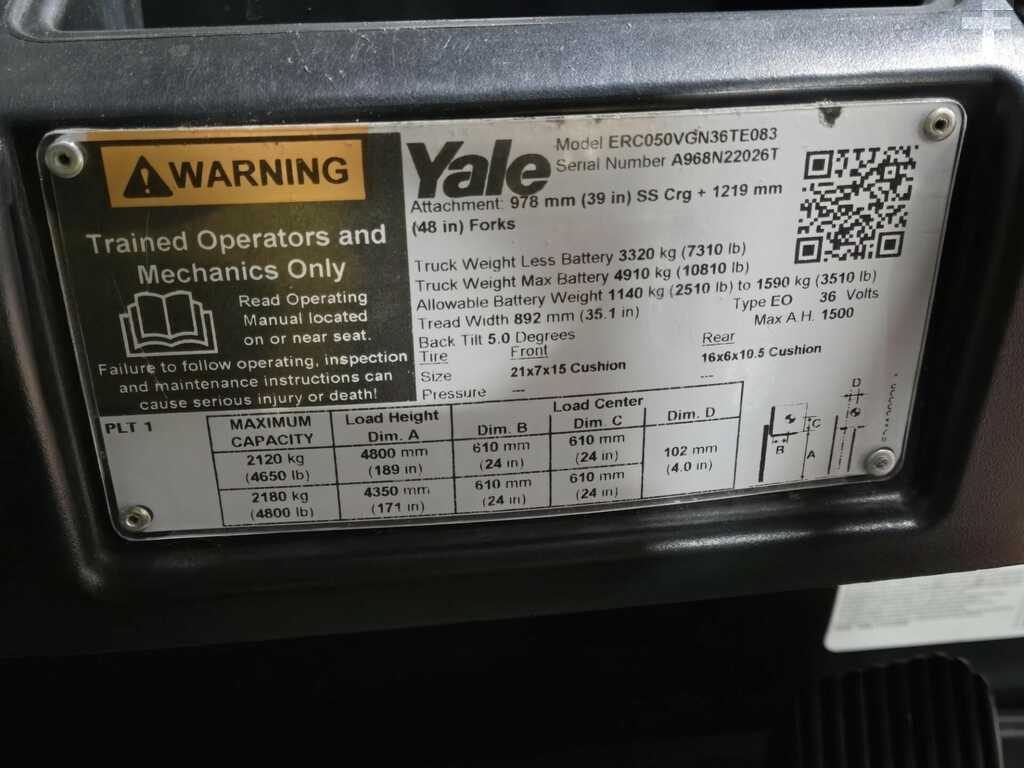 WARNING
Trained Operators and
Mechanics Only
Read Operating
Manual located
on or near seat.
Failure to follow operating, inspection
and maintenance instructions can
cause serious injury or death!
Yale
Model ERC050VGN36TE083
Serial Number A968N22026T
Attachment: 978 mm (39 in) SS Crg + 1219 mm
(48 in) Forks
Truck Weight Less Battery 3320 kg (7310 lb)
Truck Weight Max Battery 4910 kg (10810 lb)
Allowable Battery Weight 1140 kg (2510 lb) to 1590 kg (3510 lb)
Tread Width 892 mm (35.1 in) Type EO 36 Volts
Back Tilt 5.0 Degrees Max A.H. 1500
Tire Front Rear
Size 21x7x15 Cushion 16x6x10.5 Cushion
Pressure --- ---
PLT 1
MAXIMUM CAPACITY Load Height Dim. A Load Center Dim. B Dim. C Dim. D
2120 kg 4800 mm 610 mm 610 mm 102 mm
(4650 lb) (189 in) (24 in) (24 in) (4.0 in)
2180 kg 4350 mm 610 mm 610 mm
(4800 lb) (171 in) (24 in) (24 in)
D
C
B A